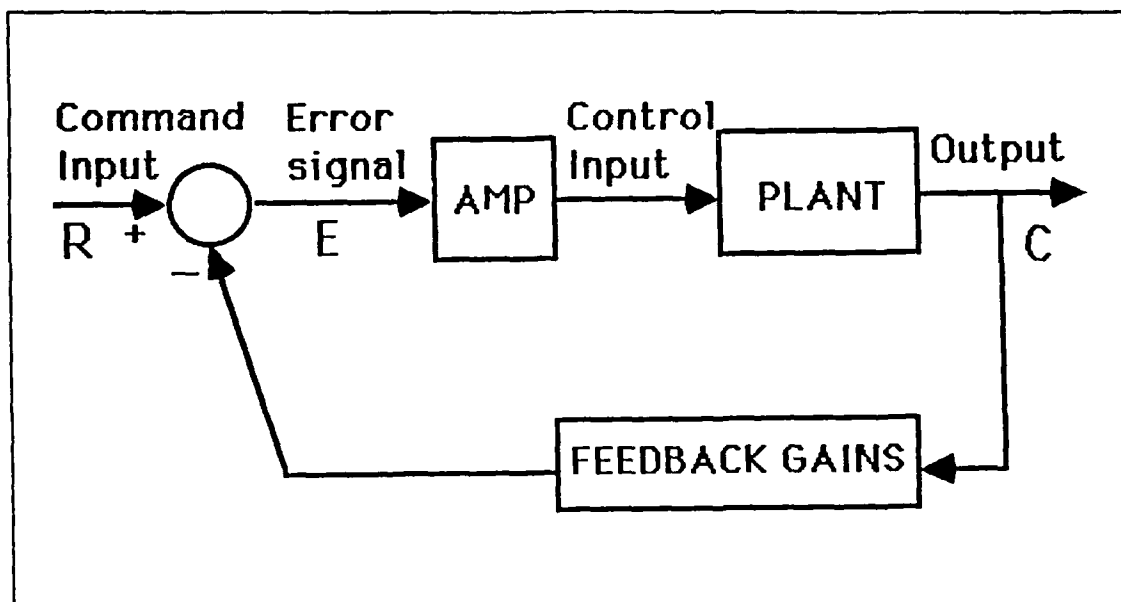 Command
Input
R +
−
Error
signal
E
AMP
Control
Input
PLANT
Output
C
FEEDBACK GAINS